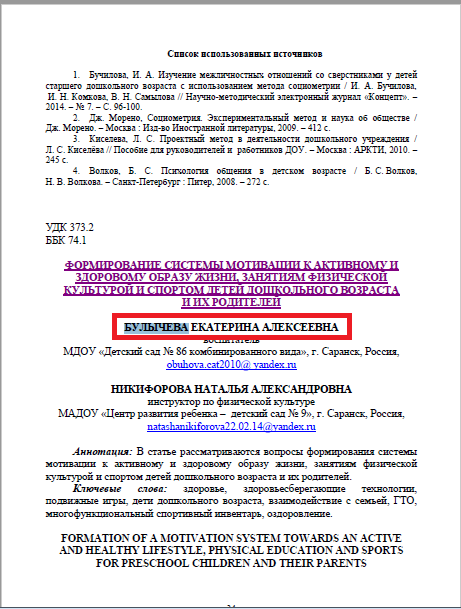 Список использованных источников
1. Бучилова, И. А. Изучение межличностных отношений со сверстниками у детей
старшего дошкольного возраста с использованием метода социометрии / И. А. Бучилова,
И. Н. Комкова, В. Н. Самылова // Научно-методический электронный журнал «Концепт». –
2014. – № 7. – С. 96-100.
2. Дж. Морено, Социометрия. Экспериментальный метод и наука об обществе /
Дж. Морено. – Москва : Изд-во Иностранной литературы, 2009. – 412 с.
3. Киселева, Л. С. Проектный метод в деятельности дошкольного учреждения /
Л. С. Киселёва // Пособие для руководителей и работников ДОУ. – Москва : АРКТИ, 2010. –
245 с.
4. Волков, Б. С. Психология общения в детском возрасте / Б. С. Волков,
Н. В. Волкова. – Санкт-Петербург : Питер, 2008. – 272 с.
УДК 373.2
ББК 74.1
ФОРМИРОВАНИЕ СИСТЕМЫ МОТИВАЦИИ К АКТИВНОМУ И
ЗДОРОВОМУ ОБРАЗУ ЖИЗНИ, ЗАНЯТИЯМ ФИЗИЧЕСКОЙ
КУЛЬТУРОЙ И СПОРТОМ ДЕТЕЙ ДОШКОЛЬНОГО ВОЗРАСТА
И ИХ РОДИТЕЛЕЙ
БУЛЫЧЕВА ЕКАТЕРИНА АЛЕКСЕЕВНА
воспитатель
МДОУ «Детский сад № 86 комбинированного вида», г. Саранск, Россия,
obuhova.cat2010@ yandex.ru
НИКИФОРОВА НАТАЛЬЯ АЛЕКСАНДРОВНА
инструктор по физической культуре
МАДОУ «Центр развития ребенка – детский сад № 9», г. Саранск, Россия,
natashanikiforova22.02.14@yandex.ru
Аннотация: В статье рассматриваются вопросы формирования системы
мотивации к активному и здоровому образу жизни, занятиям физической
культурой и спортом детей дошкольного возраста и их родителей.
Ключевые слова: здоровье, здоровьесберегающие технологии,
подвижные игры, дети дошкольного возраста, взаимодействие с семьей, ГТО,
многофункциональный спортивный инвентарь, оздоровление.
FORMATION OF A MOTIVATION SYSTEM TOWARDS AN ACTIVE
AND HEALTHY LIFESTYLE, PHYSICAL EDUCATION AND SPORTS
FOR PRESCHOOL CHILDREN AND THEIR PARENTS